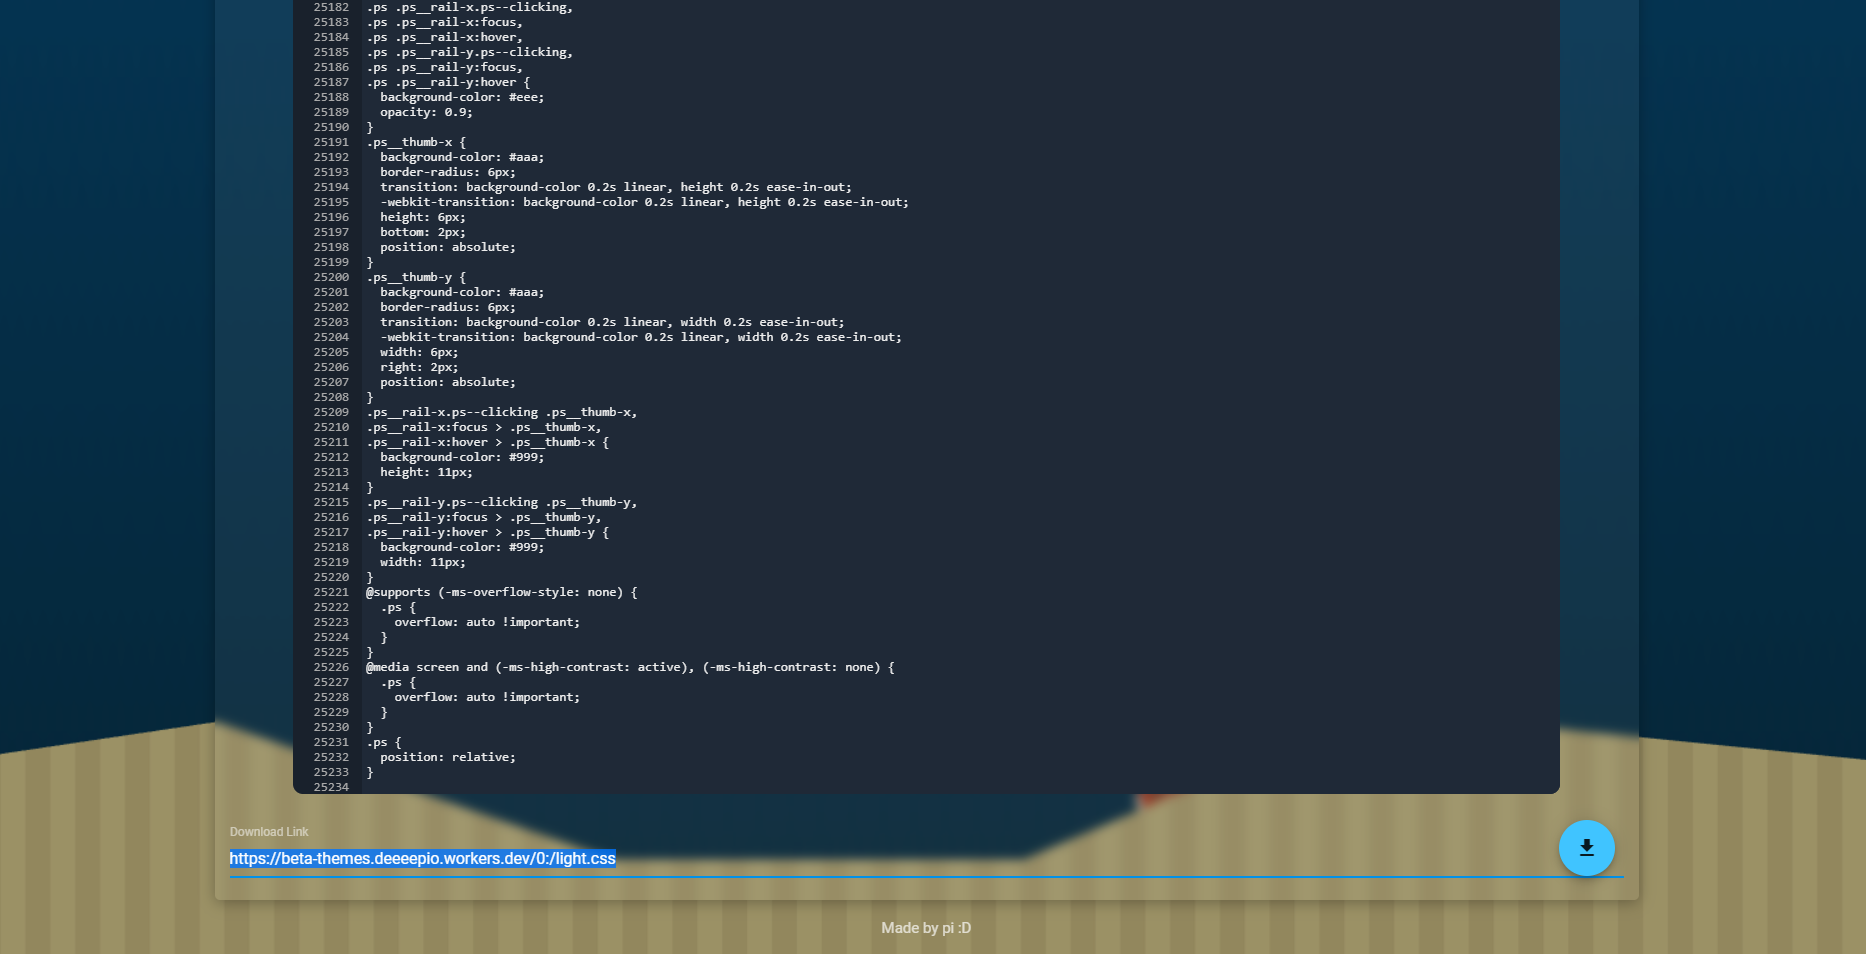 25182 .ps .ps__rail-x.ps--clicking,
25183 .ps .ps__rail-x:focus,
25184 .ps .ps__rail-x:hover,
25185 .ps .ps__rail-y.ps--clicking,
25186 .ps .ps__rail-y:focus,
25187 .ps .ps__rail-y:hover {
25188   background-color: #eee;
25189   opacity: 0.9;
25190 }
25191 .ps__thumb-x {
25192   background-color: #aaa;
25193   border-radius: 6px;
25194   transition: background-color 0.2s linear, height 0.2s ease-in-out;
25195   -webkit-transition: background-color 0.2s linear, height 0.2s ease-in-out;
25196   height: 6px;
25197   bottom: 2px;
25198   position: absolute;
25199 }
25200 .ps__thumb-y {
25201   background-color: #aaa;
25202   border-radius: 6px;
25203   transition: background-color 0.2s linear, width 0.2s ease-in-out;
25204   -webkit-transition: background-color 0.2s linear, width 0.2s ease-in-out;
25205   width: 6px;
25206   right: 2px;
25207   position: absolute;
25208 }
25209 .ps__rail-x.ps--clicking .ps__thumb-x,
25210 .ps__rail-x:focus > .ps__thumb-x,
25211 .ps__rail-x:hover > .ps__thumb-x {
25212   background-color: #999;
25213   height: 11px;
25214 }
25215 .ps__rail-y.ps--clicking .ps__thumb-y,
25216 .ps__rail-y:focus > .ps__thumb-y,
25217 .ps__rail-y:hover > .ps__thumb-y {
25218   background-color: #999;
25219   width: 11px;
25220 }
25221 @supports (-ms-overflow-style: none) {
25222   .ps {
25223     overflow: auto !important;
25224   }
25225 }
25226 @media screen and (-ms-high-contrast: active), (-ms-high-contrast: none) {
25227   .ps {
25228     overflow: auto !important;
25229   }
25230 }
25231 .ps {
25232   position: relative;
25233 }
25234
Download Link
https://beta-themes.deeeepio.workers.dev/0:/light.css
Made by pi :D